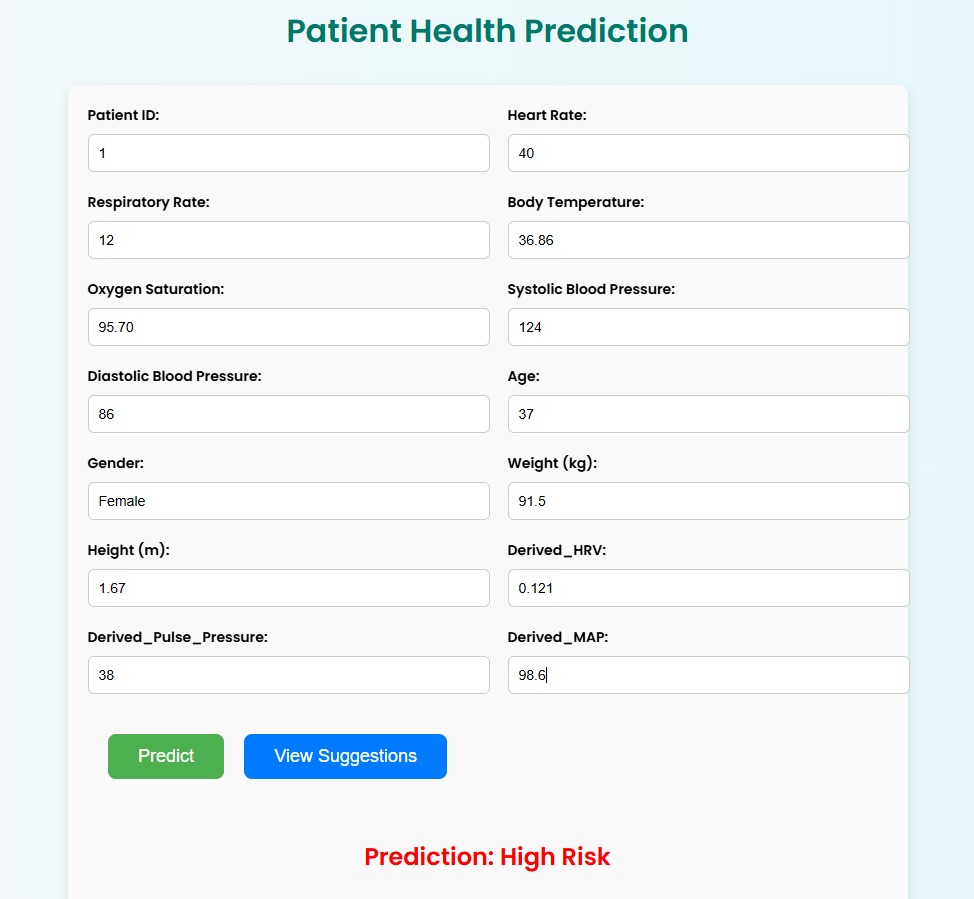 Patient Health Prediction
Patient ID: Heart Rate:
1 40
Respiratory Rate: Body Temperature:
12 36.86
Oxygen Saturation: Systolic Blood Pressure:
95.70 124
Diastolic Blood Pressure: Age:
86 37
Gender: Weight (kg):
Female 91.5
Height (m): Derived_HRV:
1.67 0.121
Derived_Pulse_Pressure: Derived_MAP:
38 98.6
Predict View Suggestions
Prediction: High Risk